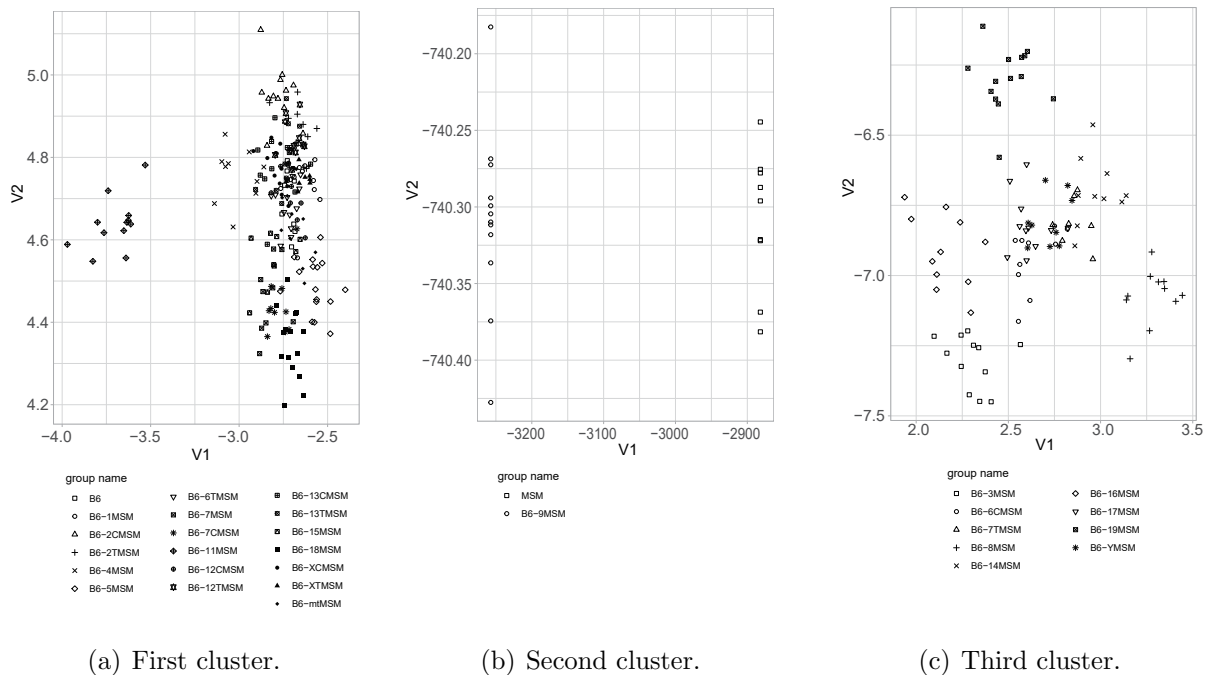 V2
5.0
4.8
4.6
4.4
4.2
−4.0 −3.5 −3.0 −2.5
V1
group name
B6
B6−1MSM
B6−2CMSM
B6−2TMSM
B6−4MSM
B6−5MSM
B6−6TMSM
B6−7MSM
B6−7CMSM
B6−11MSM
B6−12CMSM
B6−12TMSM
B6−13CMSM
B6−13TMSM
B6−15MSM
B6−18MSM
B6−XCMSM
B6−XTMSM
B6−mtMSM
(a) First cluster.
V2
−740.20
−740.25
−740.30
−740.35
−740.40
−3200 −3100 −3000 −2900
V1
group name
MSM
B6−9MSM
(b) Second cluster.
V2
−6.5
−7.0
−7.5
2.0 2.5 3.0 3.5
V1
group name
B6−3MSM
B6−6CMSM
B6−7TMSM
B6−8MSM
B6−14MSM
B6−16MSM
B6−17MSM
B6−19MSM
B6−YMSM
(c) Third cluster.